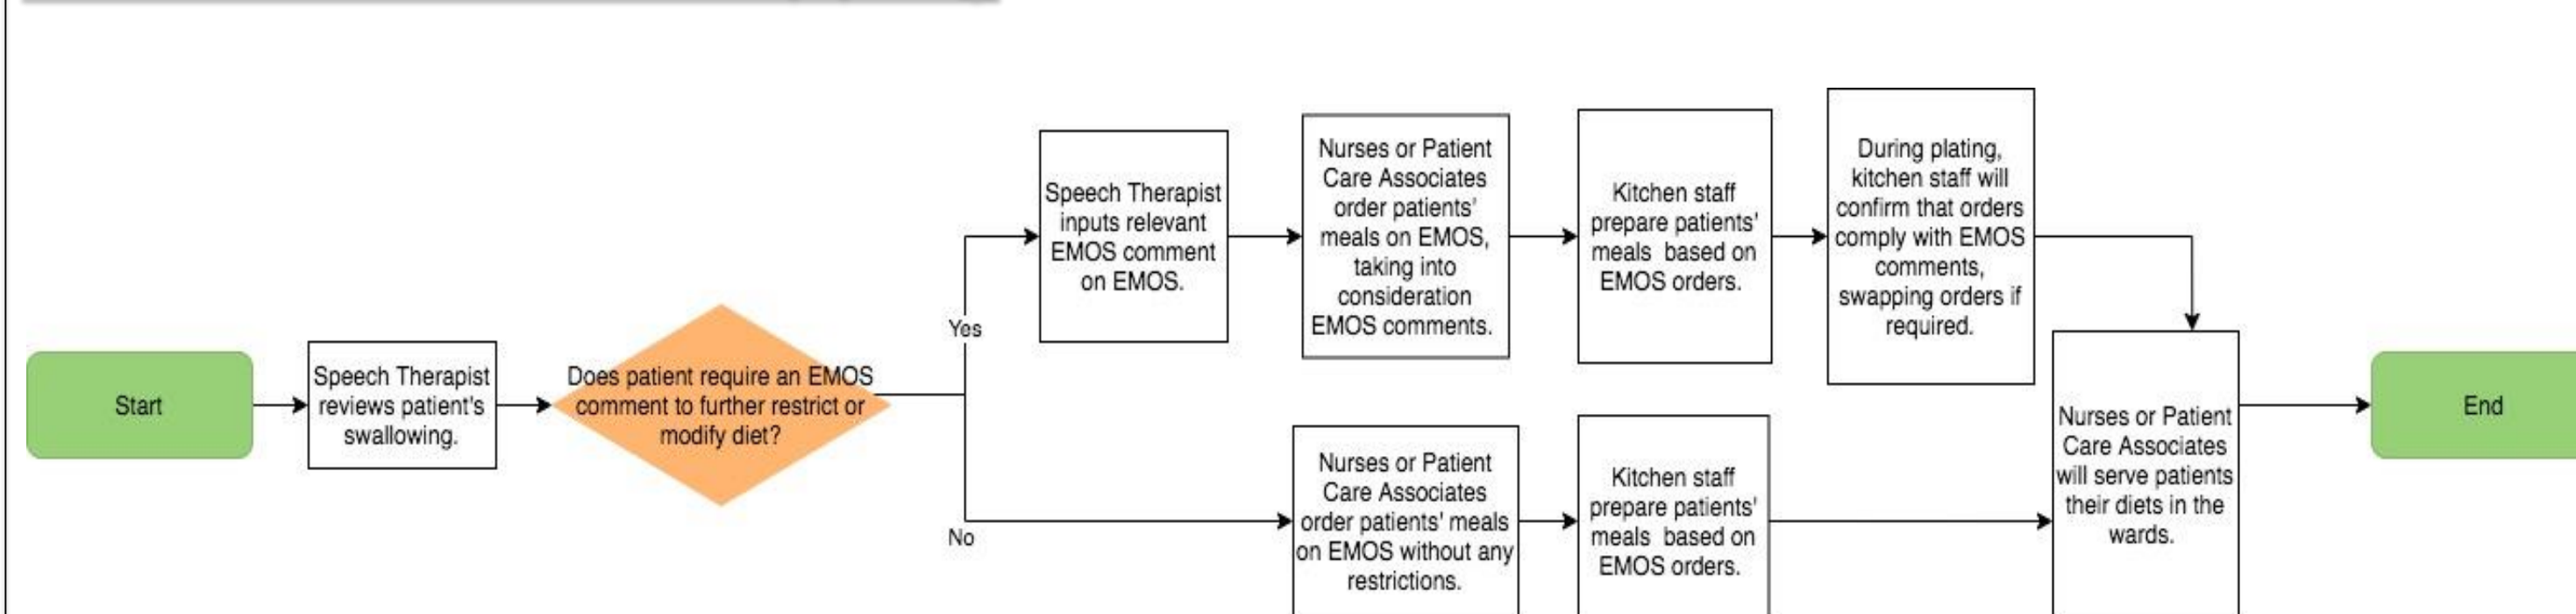 Start
Speech Therapist
reviews patient's
swallowing.
Does patient require an EMOS
comment to further restrict or
modify diet?
Yes
Speech Therapist
inputs relevant
EMOS comment
on EMOS.
Nurses or Patient
Care Associates
order patients'
meals on EMOS,
taking into
consideration
EMOS comments.
Kitchen staff
prepare patients'
meals based on
EMOS orders.
During plating,
kitchen staff will
confirm that orders
comply with EMOS
comments,
swapping orders if
required.
No
Nurses or Patient
Care Associates
order patients' meals
on EMOS without any
restrictions.
Kitchen staff
prepare patients'
meals based on
EMOS orders.
Nurses or Patient
Care Associates
will serve patients
their diets in the
wards.
End